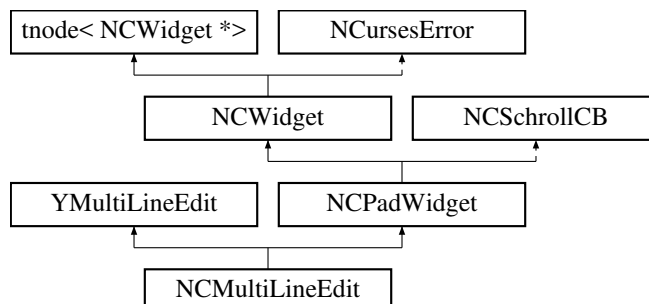 tnode< NCWidget *>
NCursesError
NCWidget
NCSchrollCB
YMultiLineEdit
NCPadWidget
NCMultiLineEdit